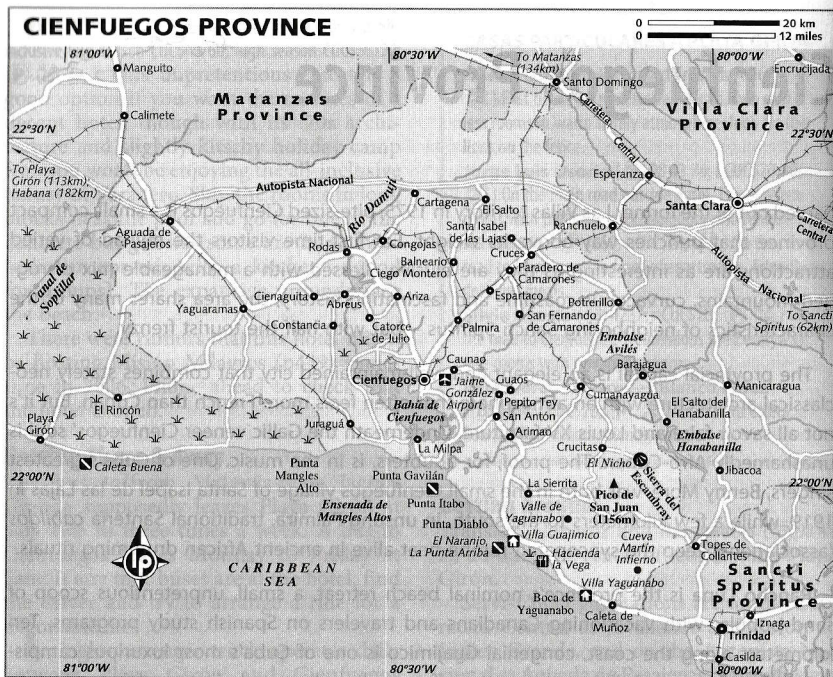 CIENFUEGOS PROVINCE
0 20 km
0 12 miles
81°00'W
80°30'W
80°00'W
Manguito
To Matanzas
(134km)
Santo Domingo
Encrucijada
Matanzas
Province
Villa Clara
Province
Calimete
Carretera
Central
22°30'N
22°30'N
To Playa
Girón (113km);
Habana (182km)
Autopista Nacional
Esperanza
Río Damují
Cartagena
El Salto
Santa Clara
Santa Isabel
de las Lajas
Ranchuelo
Aguada de
Pasajeros
Carretera
Central
Rodas
Congojas
Cruces
Balneario
Ciego Montero
Paradero de
Camarones
Autopista
Nacional
Canal de
Soplillar
Cienaguita
Abreus
Ariza
Espartaco
Potrerillo
To Sancti
Spíritus (62km)
Yaguaramas
Constancia
Catorce
de Julio
Palmira
San Fernando
de Camarones
Embalse
Avilés
Caunao
Barajagua
Cienfuegos
Jaime
González
Airport
Guaos
Cumanayagua
Manicaragua
El Rincón
Pepito Tey
El Salto del
Hanabanilla
Playa
Girón
Bahía de
Cienfuegos
San Antón
Juraguá
Arimao
Embalse
Hanabanilla
La Milpa
Crucitas
22°00'N
22°00'N
Caleta Buena
Punta
Mangles
Alto
Punta Gavilán
El Nicho
Jibacoa
Sierra del
Escambray
La Sierrita
Pico de
San Juan
(1156m)
Ensenada de
Mangles Altos
Punta Itabo
Valle de
Yaguanabo
Punta Diablo
Villa Guajimico
Cueva
Martín
Infierno
Topes de
Collantes
El Naranjo,
La Punta Arriba
Hacienda
la Vega
lp
CARIBBEAN
SEA
Villa Yaguanabo
Sancti
Spíritus
Province
Boca de
Yaguanabo
Caleta de
Muñoz
Iznaga
Trinidad
Casilda
81°00'W
80°30'W
80°00'W